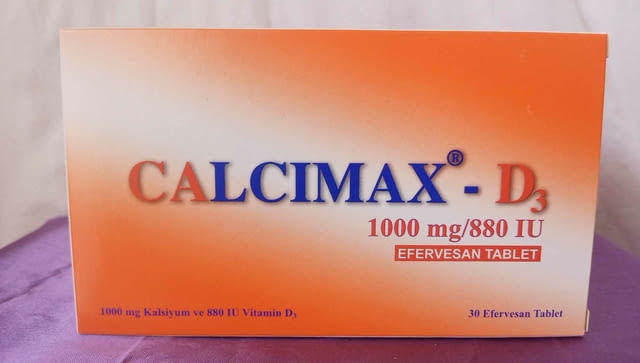 CALCIMAX® - D₃
1000 mg/880 IU
EFERVESAN TABLET
1000 mg Kalsiyum ve 880 IU Vitamin D₃
30 Efervesan Tablet